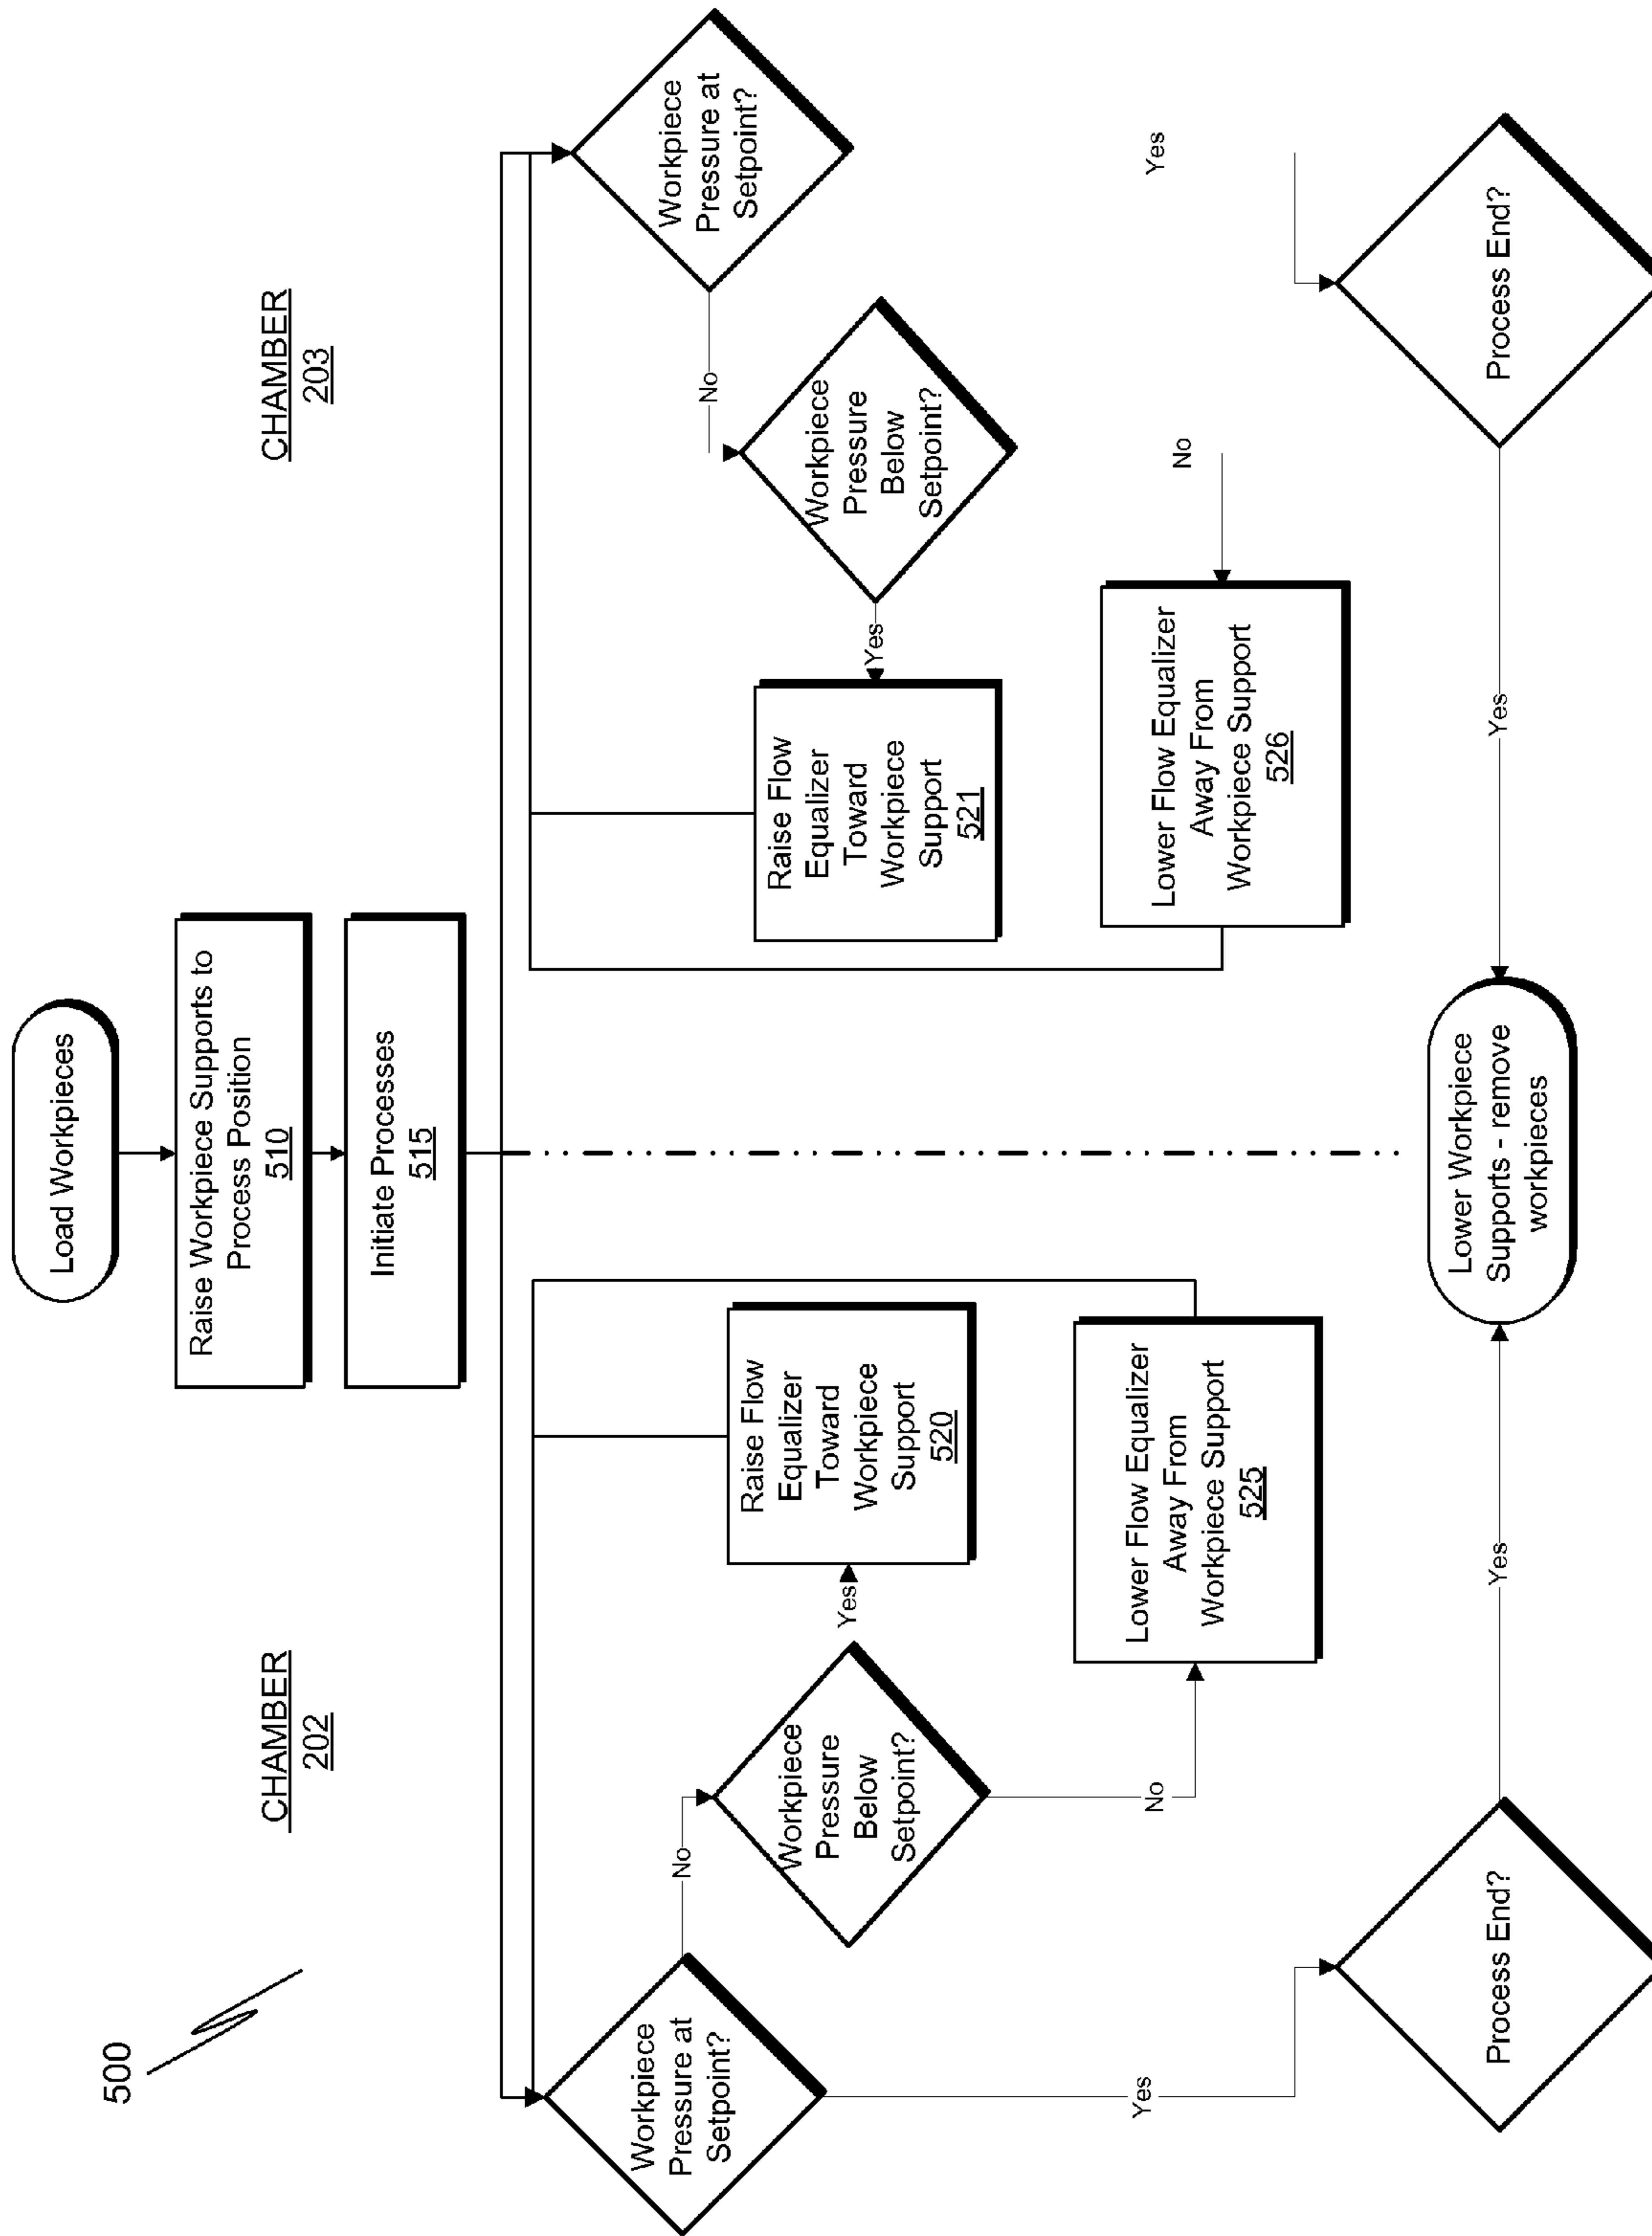 500
CHAMBER
202
CHAMBER
203
Load Workpieces
Raise Workpiece Supports to
Process Position
510
Initiate Processes
515
Workpiece
Pressure at
Setpoint?
No
Workpiece
Pressure
Below
Setpoint?
Yes
Raise Flow
Equalizer
Toward
Workpiece
Support
520
No
Lower Flow Equalizer
Away From
Workpiece Support
525
Yes
Process End?
Yes
Workpiece
Pressure at
Setpoint?
No
Workpiece
Pressure
Below
Setpoint?
Yes
Raise Flow
Equalizer
Toward
Workpiece
Support
521
No
Lower Flow Equalizer
Away From
Workpiece Support
526
Yes
Process End?
Yes
Lower Workpiece
Supports - remove
workpieces